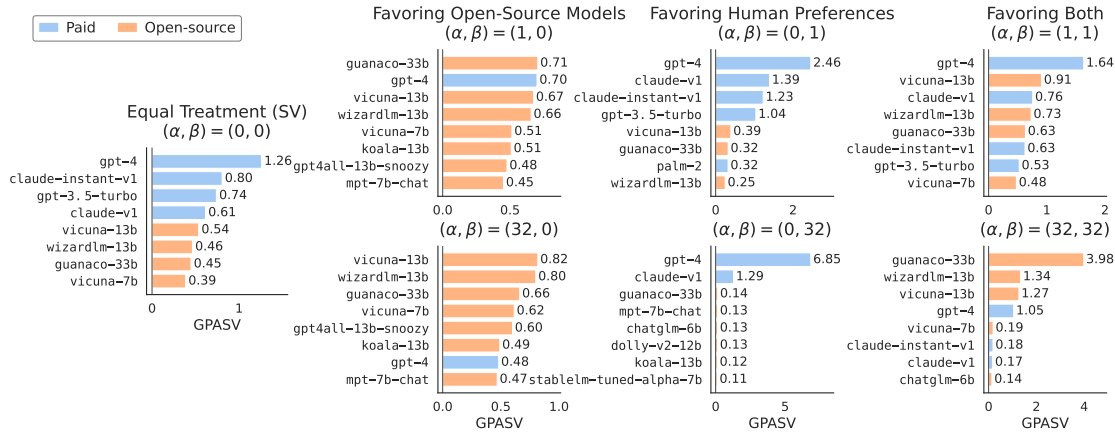 Paid
Open-source
Equal Treatment (SV)
(α, β) = (0, 0)
gpt-4 1.26
claude-instant-v1 0.80
gpt-3.5-turbo 0.74
claude-v1 0.61
vicuna-13b 0.54
wizardlm-13b 0.46
guanaco-33b 0.45
vicuna-7b 0.39
0 1
GPASV
Favoring Open-Source Models
(α, β) = (1, 0)
guanaco-33b 0.71
gpt-4 0.70
vicuna-13b 0.67
wizardlm-13b 0.66
vicuna-7b 0.51
koala-13b 0.51
gpt4all-13b-snoozy 0.48
mpt-7b-chat 0.45
0.0 0.5
(α, β) = (32, 0)
vicuna-13b 0.82
wizardlm-13b 0.80
guanaco-33b 0.66
vicuna-7b 0.62
gpt4all-13b-snoozy 0.60
koala-13b 0.49
gpt-4 0.48
mpt-7b-chat 0.47
0.0 0.5 1.0
GPASV
Favoring Human Preferences
(α, β) = (0, 1)
gpt-4 2.46
claude-v1 1.39
claude-instant-v1 1.23
gpt-3.5-turbo 1.04
vicuna-13b 0.39
guanaco-33b 0.32
palm-2 0.32
wizardlm-13b 0.25
0 2
(α, β) = (0, 32)
gpt-4 6.85
claude-v1 1.29
guanaco-33b 0.14
mpt-7b-chat 0.13
chatglm-6b 0.13
dolly-v2-12b 0.13
koala-13b 0.12
stablelm-tuned-alpha-7b 0.11
0 5
GPASV
Favoring Both
(α, β) = (1, 1)
gpt-4 1.64
vicuna-13b 0.91
claude-v1 0.76
wizardlm-13b 0.73
guanaco-33b 0.63
claude-instant-v1 0.63
gpt-3.5-turbo 0.53
vicuna-7b 0.48
0 1 2
(α, β) = (32, 32)
guanaco-33b 3.98
wizardlm-13b 1.34
vicuna-13b 1.27
gpt-4 1.05
vicuna-7b 0.19
claude-instant-v1 0.18
claude-v1 0.17
chatglm-6b 0.14
0 2 4
GPASV